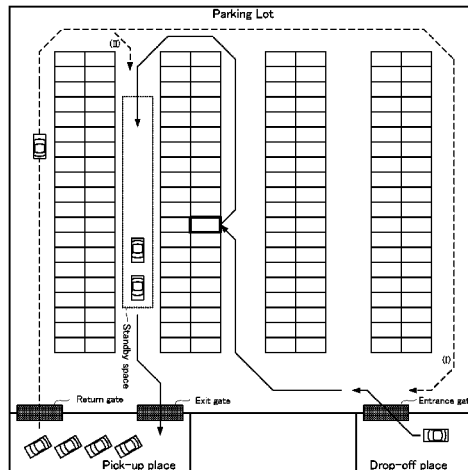 Parking Lot
(II)
Standby space
(I)
Return gate
Exit gate
Entrance gate
Pick-up place
Drop-off place